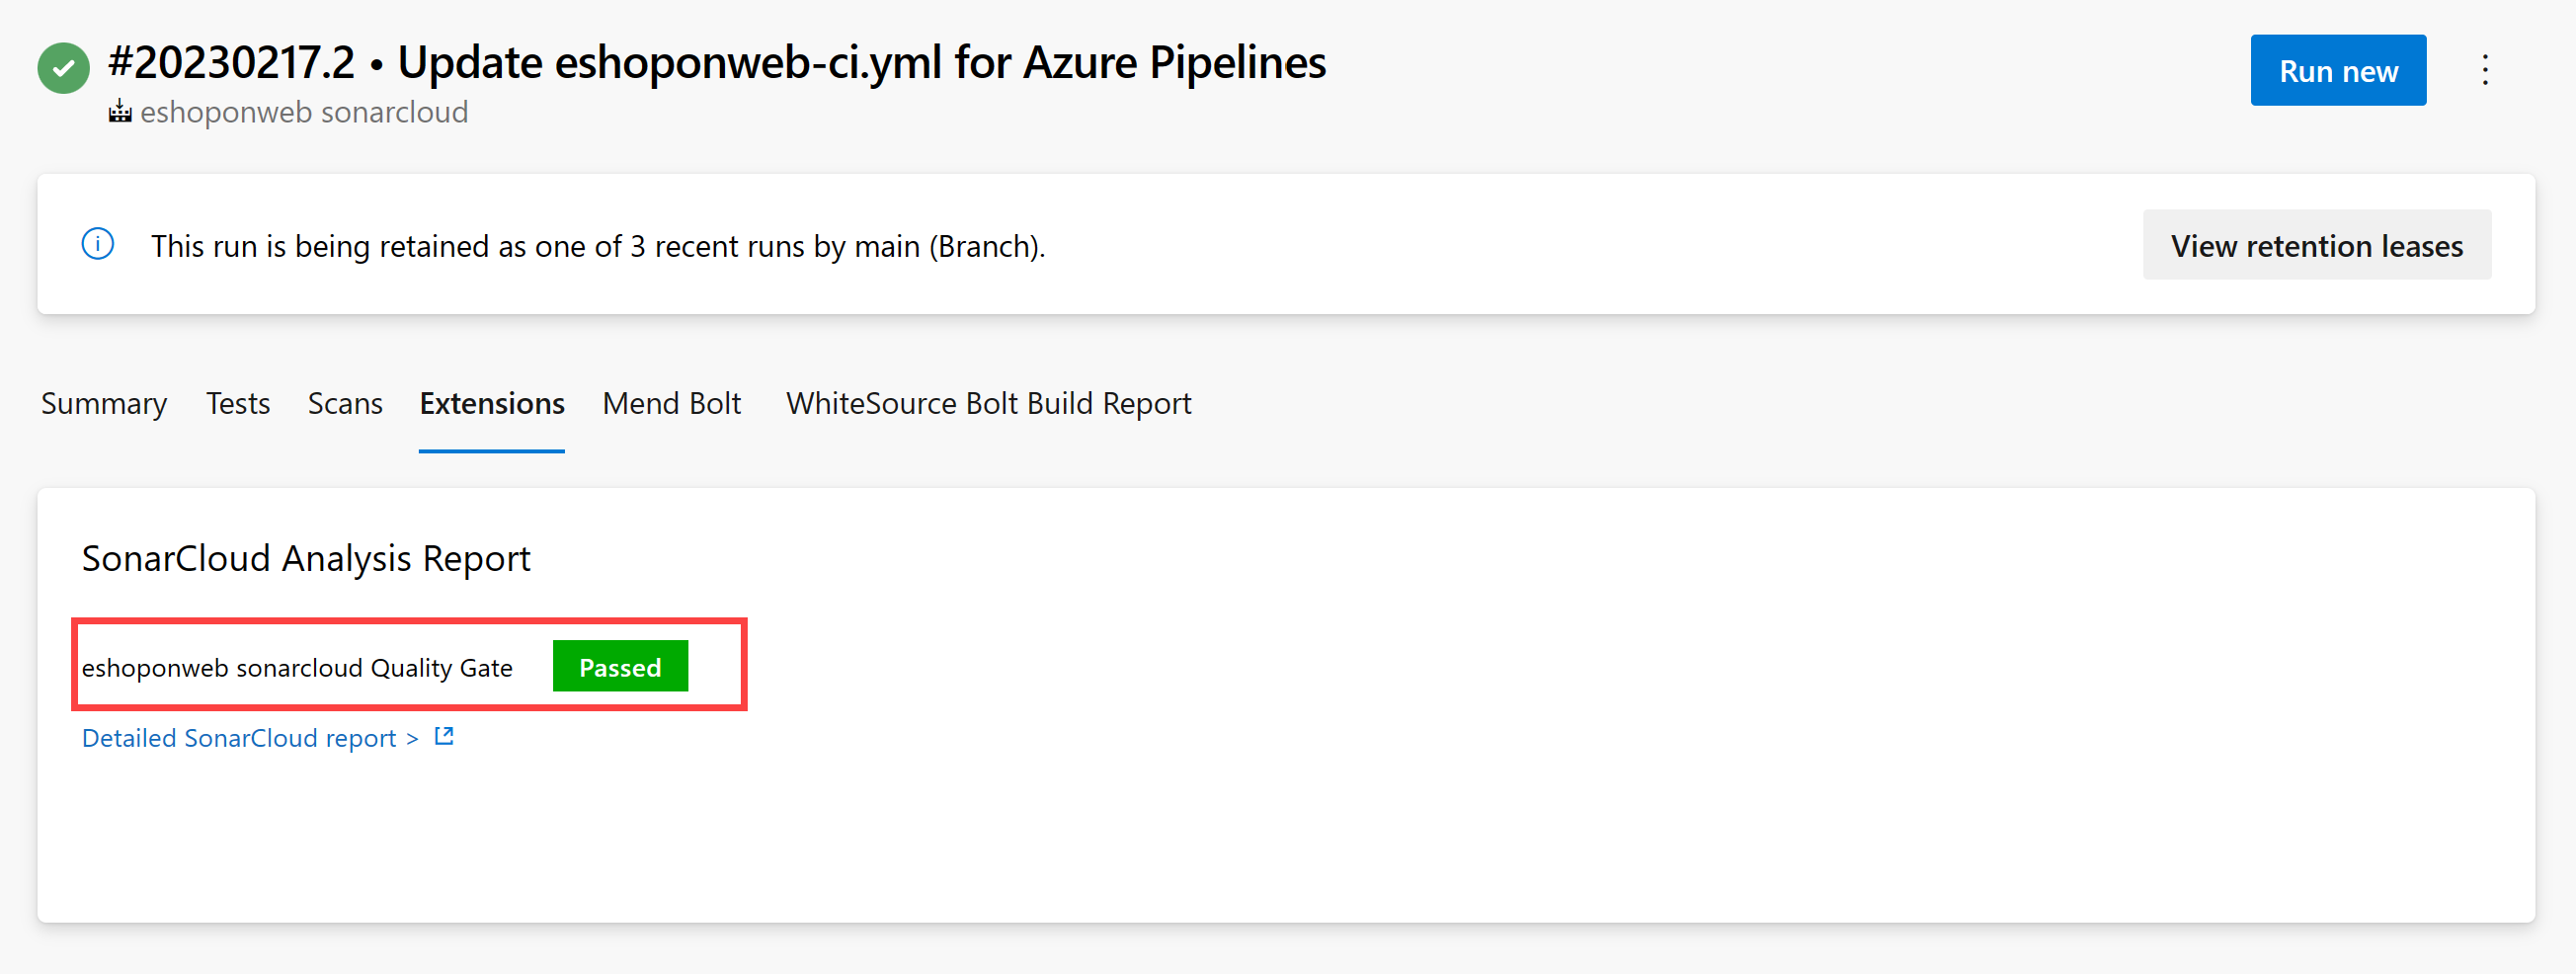 #20230217.2 • Update eshoponweb-ci.yml for Azure Pipelines
Run new
eshoponweb sonarcloud
This run is being retained as one of 3 recent runs by main (Branch).
View retention leases
Summary Tests Scans Extensions Mend Bolt WhiteSource Bolt Build Report
SonarCloud Analysis Report
eshoponweb sonarcloud Quality Gate Passed
Detailed SonarCloud report >